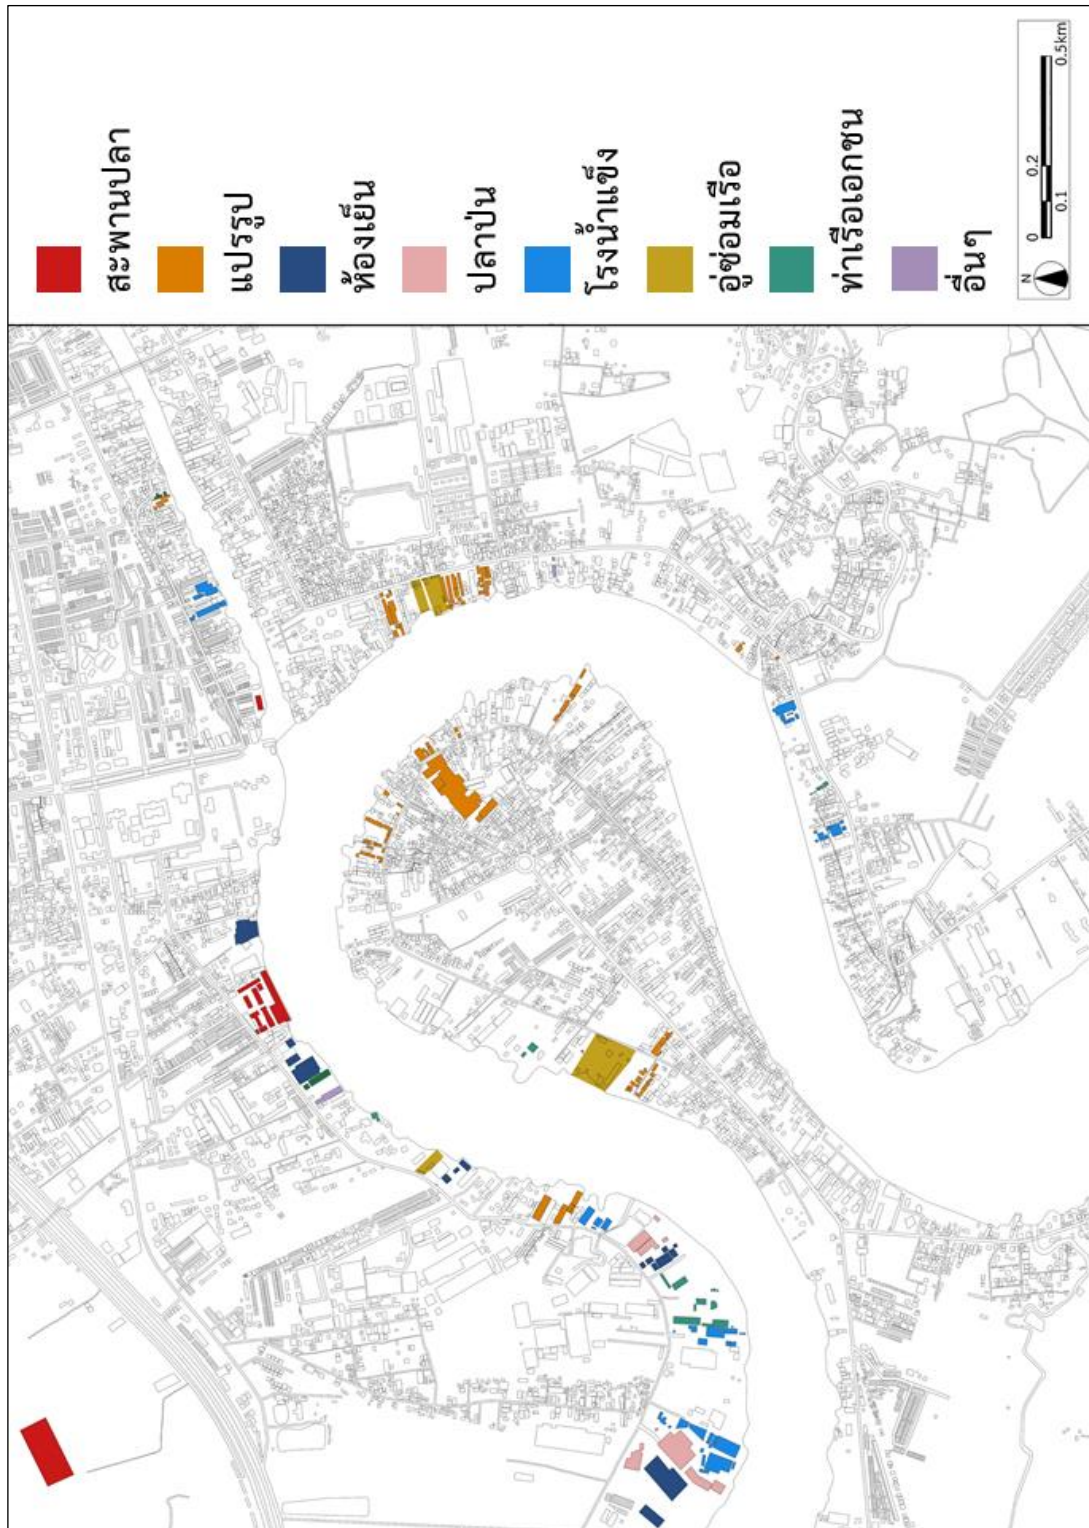 สะพานปลา
แปรรูป
ห้องเย็น
ปลาป่น
โรงน้ำแข็ง
อู่ซ่อมเรือ
ท่าเรือเอกชน
อื่นๆ
N
0 0.1 0.2 0.5km